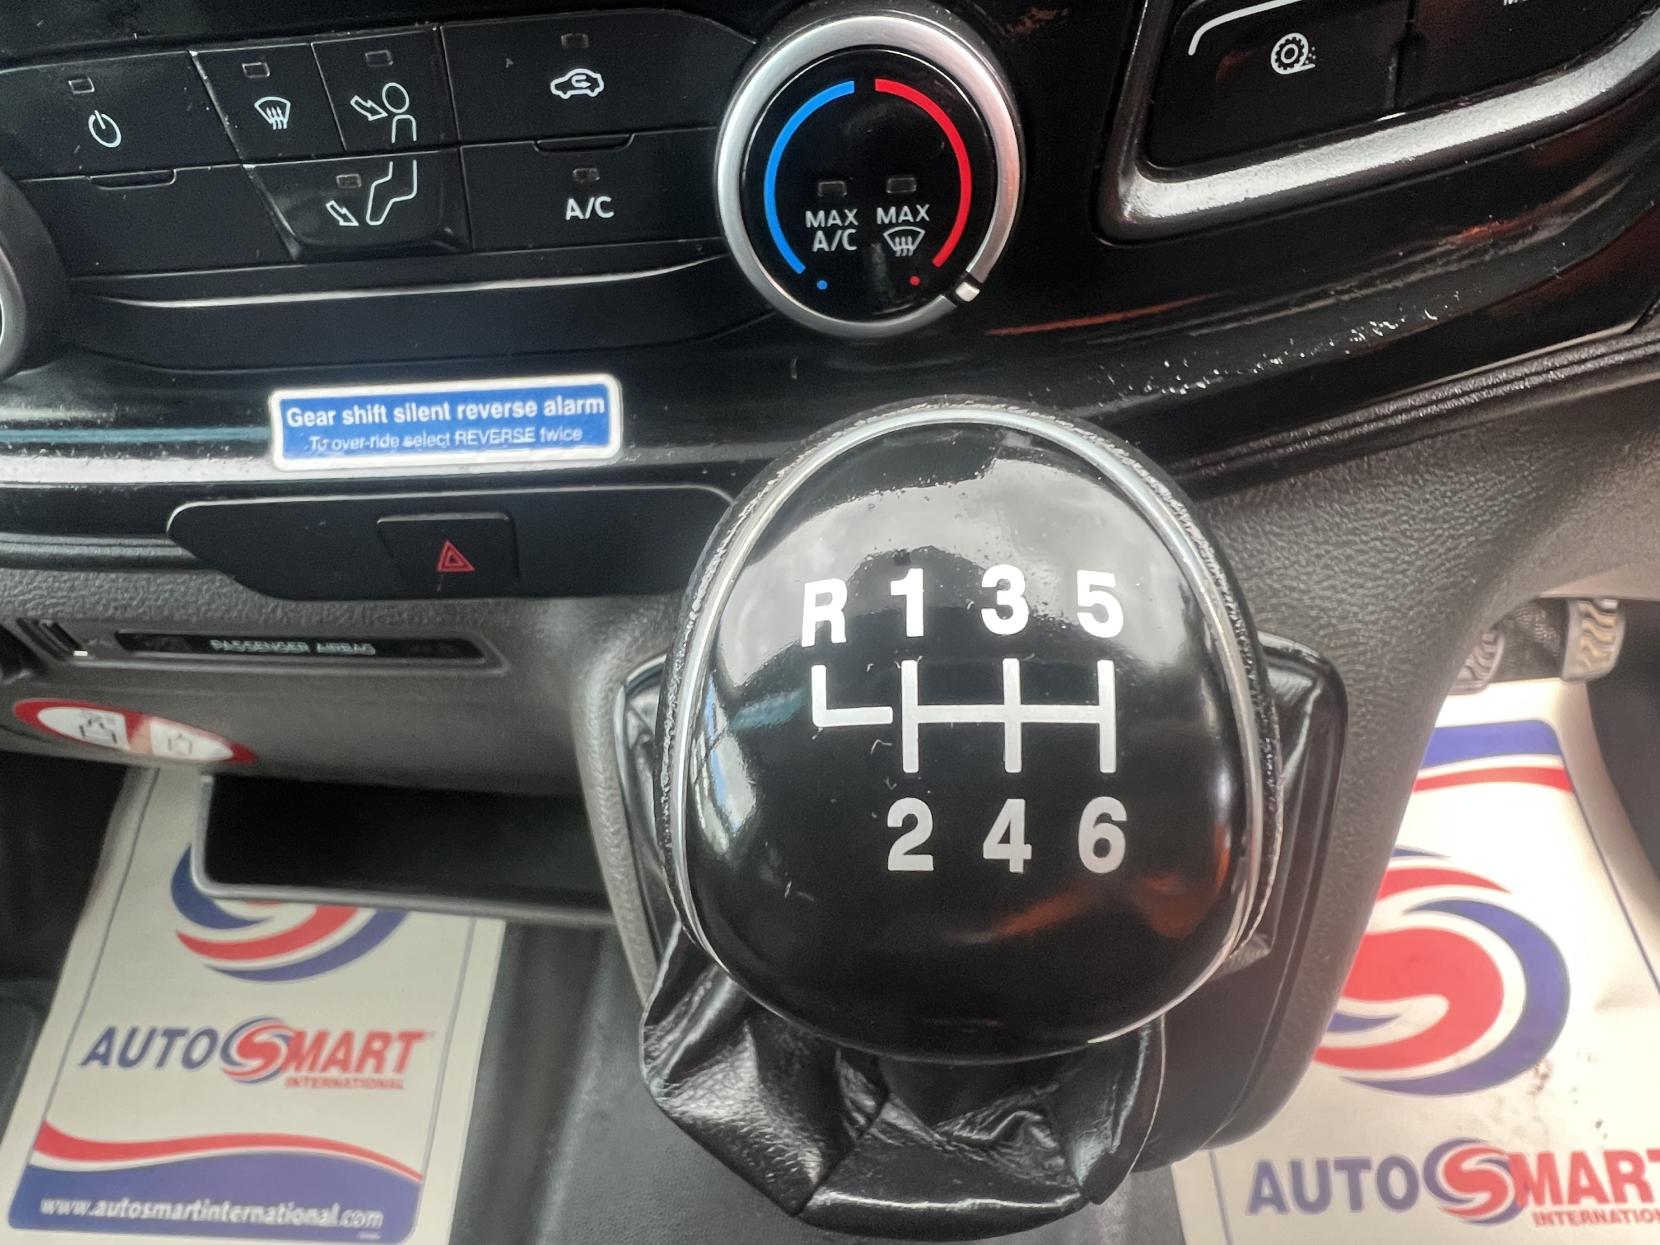 A/C
MAX MAX
A/C
Gear shift silent reverse alarm
To over-ride select REVERSE twice
PASSENGER AIRBAG
R 1 3 5
2 4 6
AUTOSMART
INTERNATIONAL
www.autosmartinternational.com
AUTOSMART
INTERNATIONAL